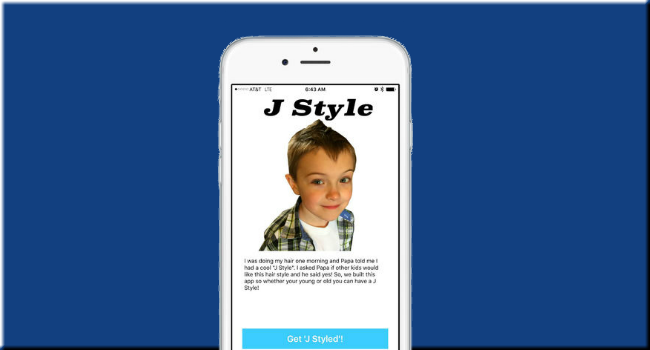 AT&T LTE 0:43 AM
J Style
I was doing my hair one morning and Papa told me I
had a cool "J Style". I asked Papa if other kids would
like this hair style and he said yes! So, we built this
app so whether your young or old you can have a J
Style!
Get 'J Styled'!